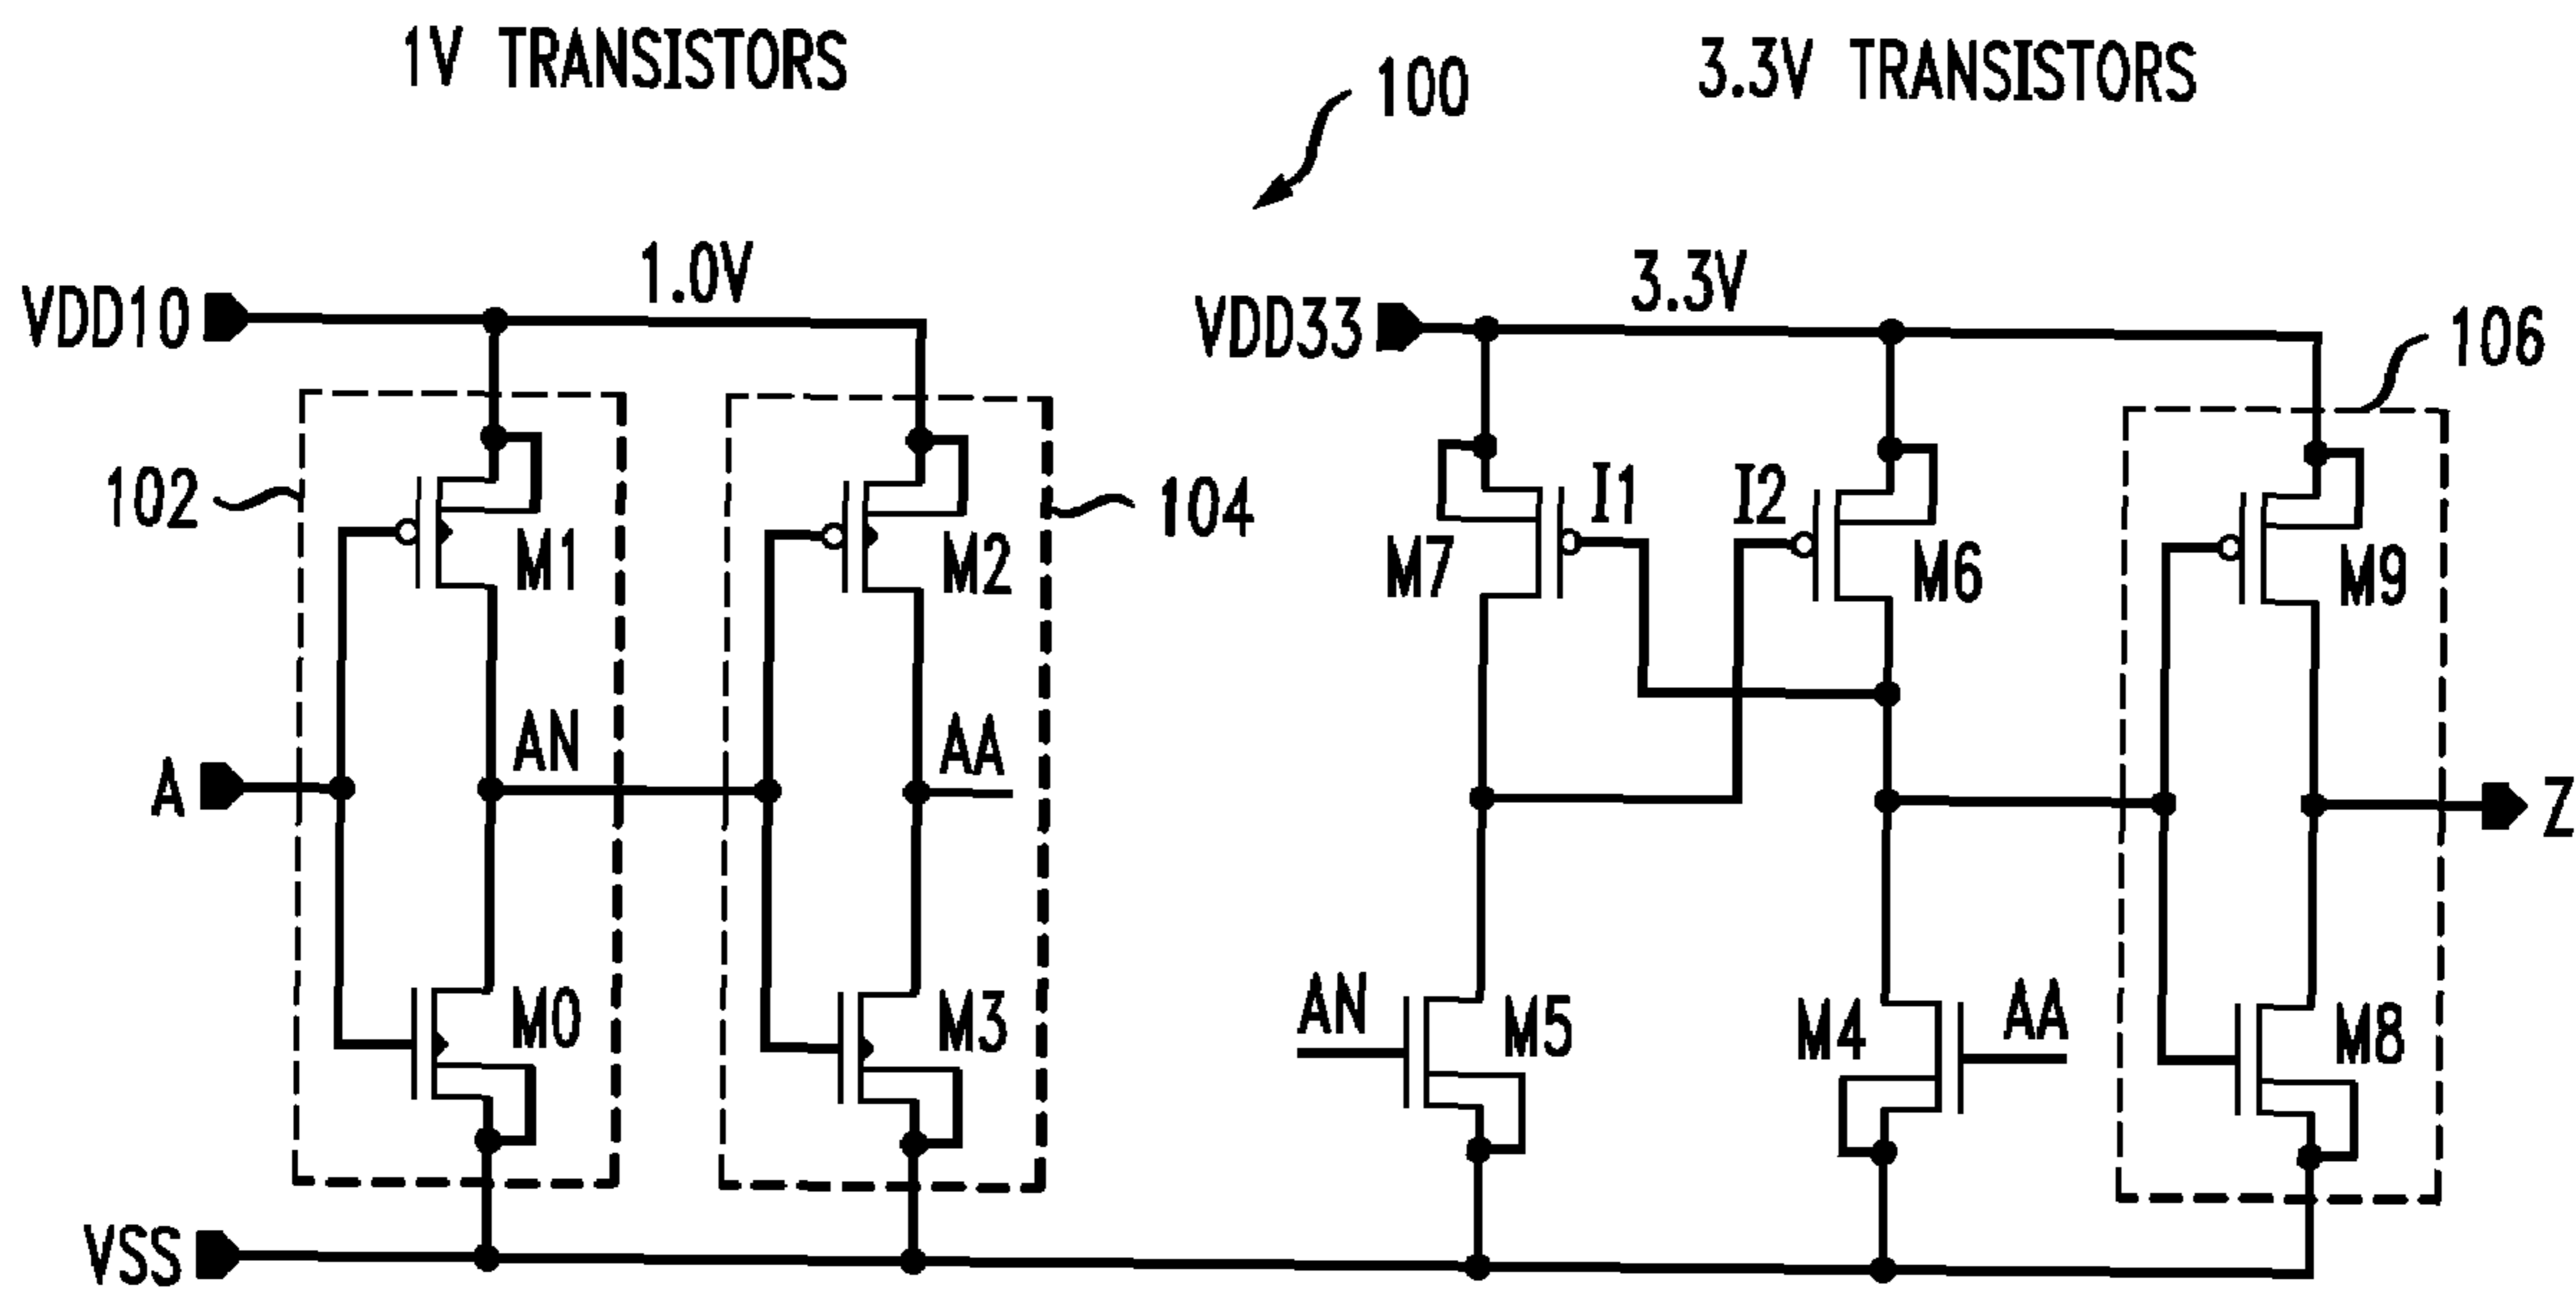 1V TRANSISTORS
3.3V TRANSISTORS
100
VDD10
1.0V
VDD33
3.3V
106
102
M1
M2
104
M7
I1
I2
M6
M9
A
AN
AA
Z
M0
M3
AN
M5
M4
AA
M8
VSS